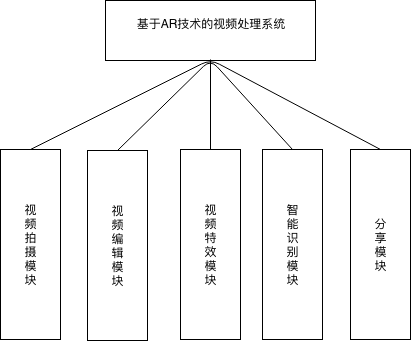 基于AR技术的视频处理系统
视频拍摄模块
视频编辑模块
视频特效模块
智能识别模块
分享模块